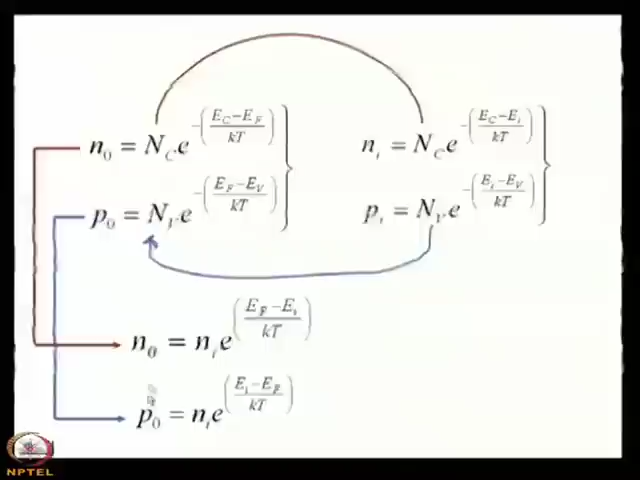 n₀ = N_C e^{-((E_C − E_F)/kT)}
n_i = N_C e^{-((E_C − E_i)/kT)}
p₀ = N_V e^{-((E_F − E_V)/kT)}
p_i = N_V e^{-((E_i − E_V)/kT)}
n₀ = n_i e^{((E_F − E_i)/kT)}
p₀ = n_i e^{((E_i − E_F)/kT)}
NPTEL